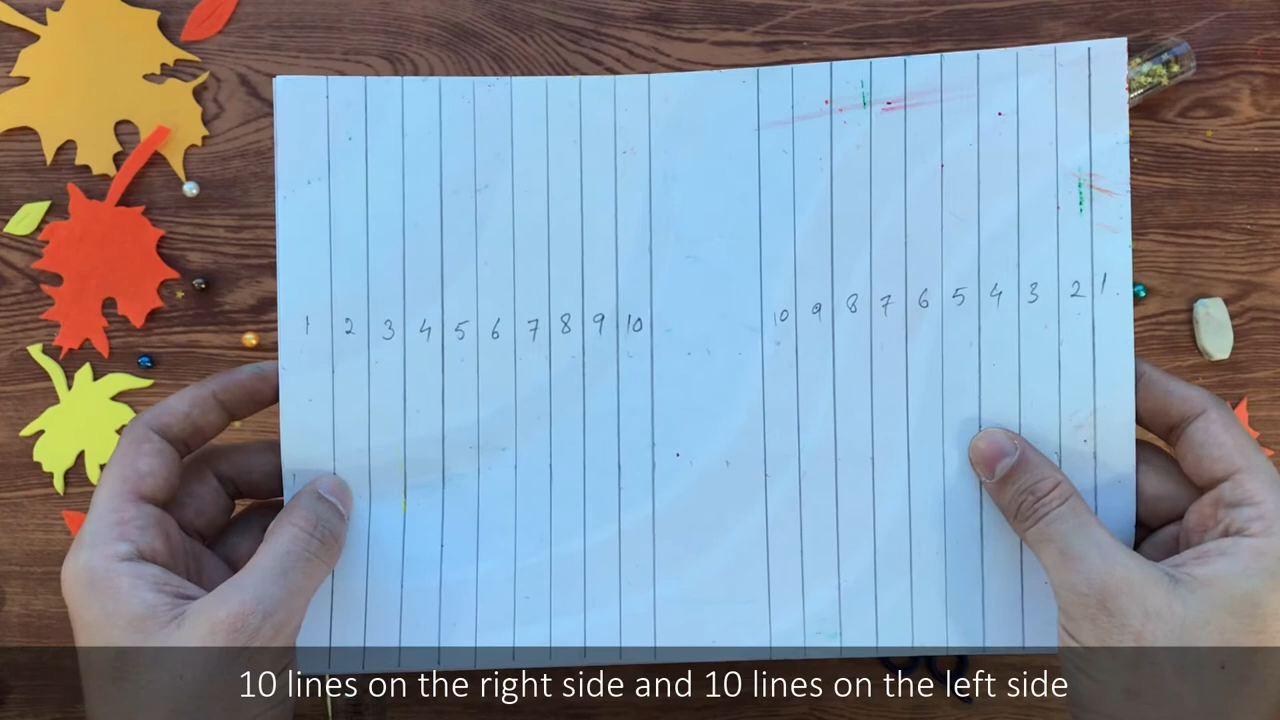 1 2 3 4 5 6 7 8 9 10 10 9 8 7 6 5 4 3 2 1.
10 lines on the right side and 10 lines on the left side